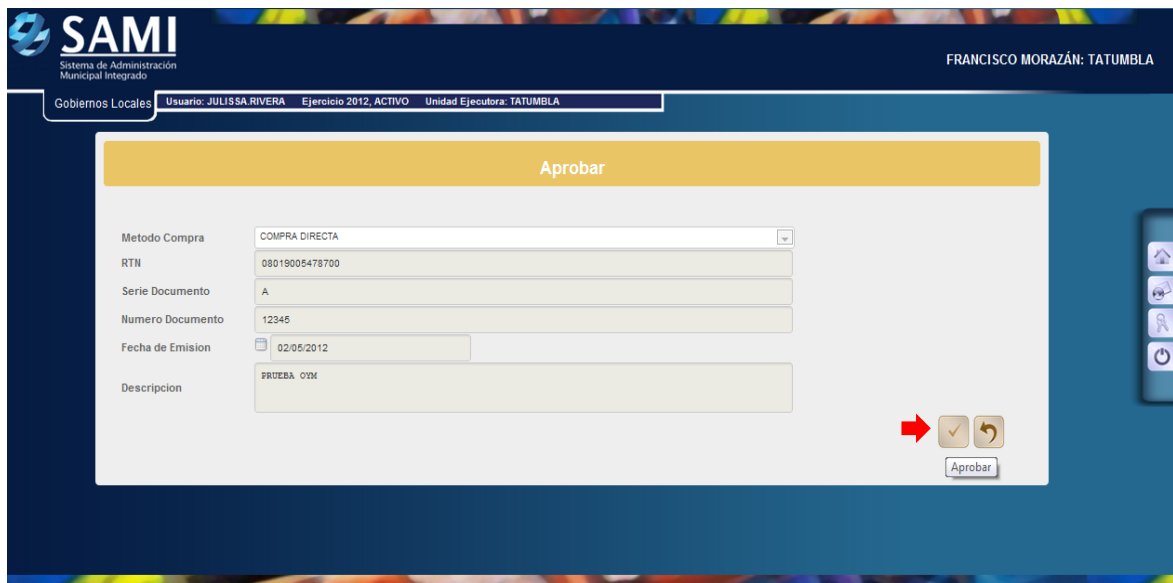 SAMI
Sistema de Administración
Municipal Integrado
FRANCISCO MORAZÁN: TATUMBLA
Gobiernos Locales
Usuario: JULISSA.RIVERA Ejercicio 2012, ACTIVO Unidad Ejecutora: TATUMBLA
Aprobar
Metodo Compra COMPRA DIRECTA
RTN 08019005478700
Serie Documento A
Numero Documento 12345
Fecha de Emision 02/05/2012
Descripcion PRUEBA OYM
Aprobar